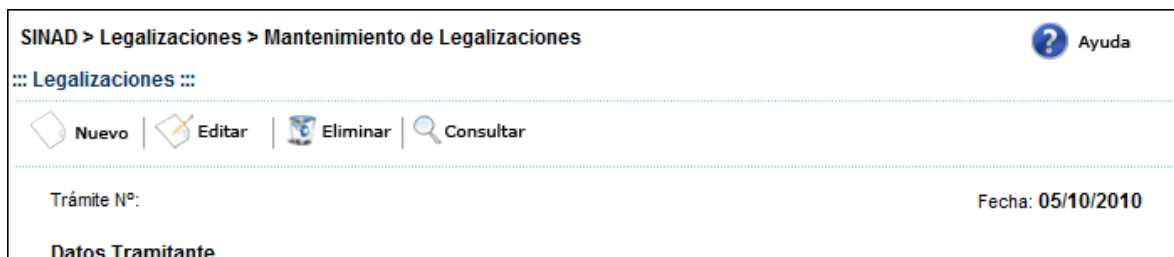 SINAD > Legalizaciones > Mantenimiento de Legalizaciones
Ayuda
::: Legalizaciones :::
Nuevo Editar Eliminar Consultar
Trámite Nº: Fecha: 05/10/2010
Datos Tramitante